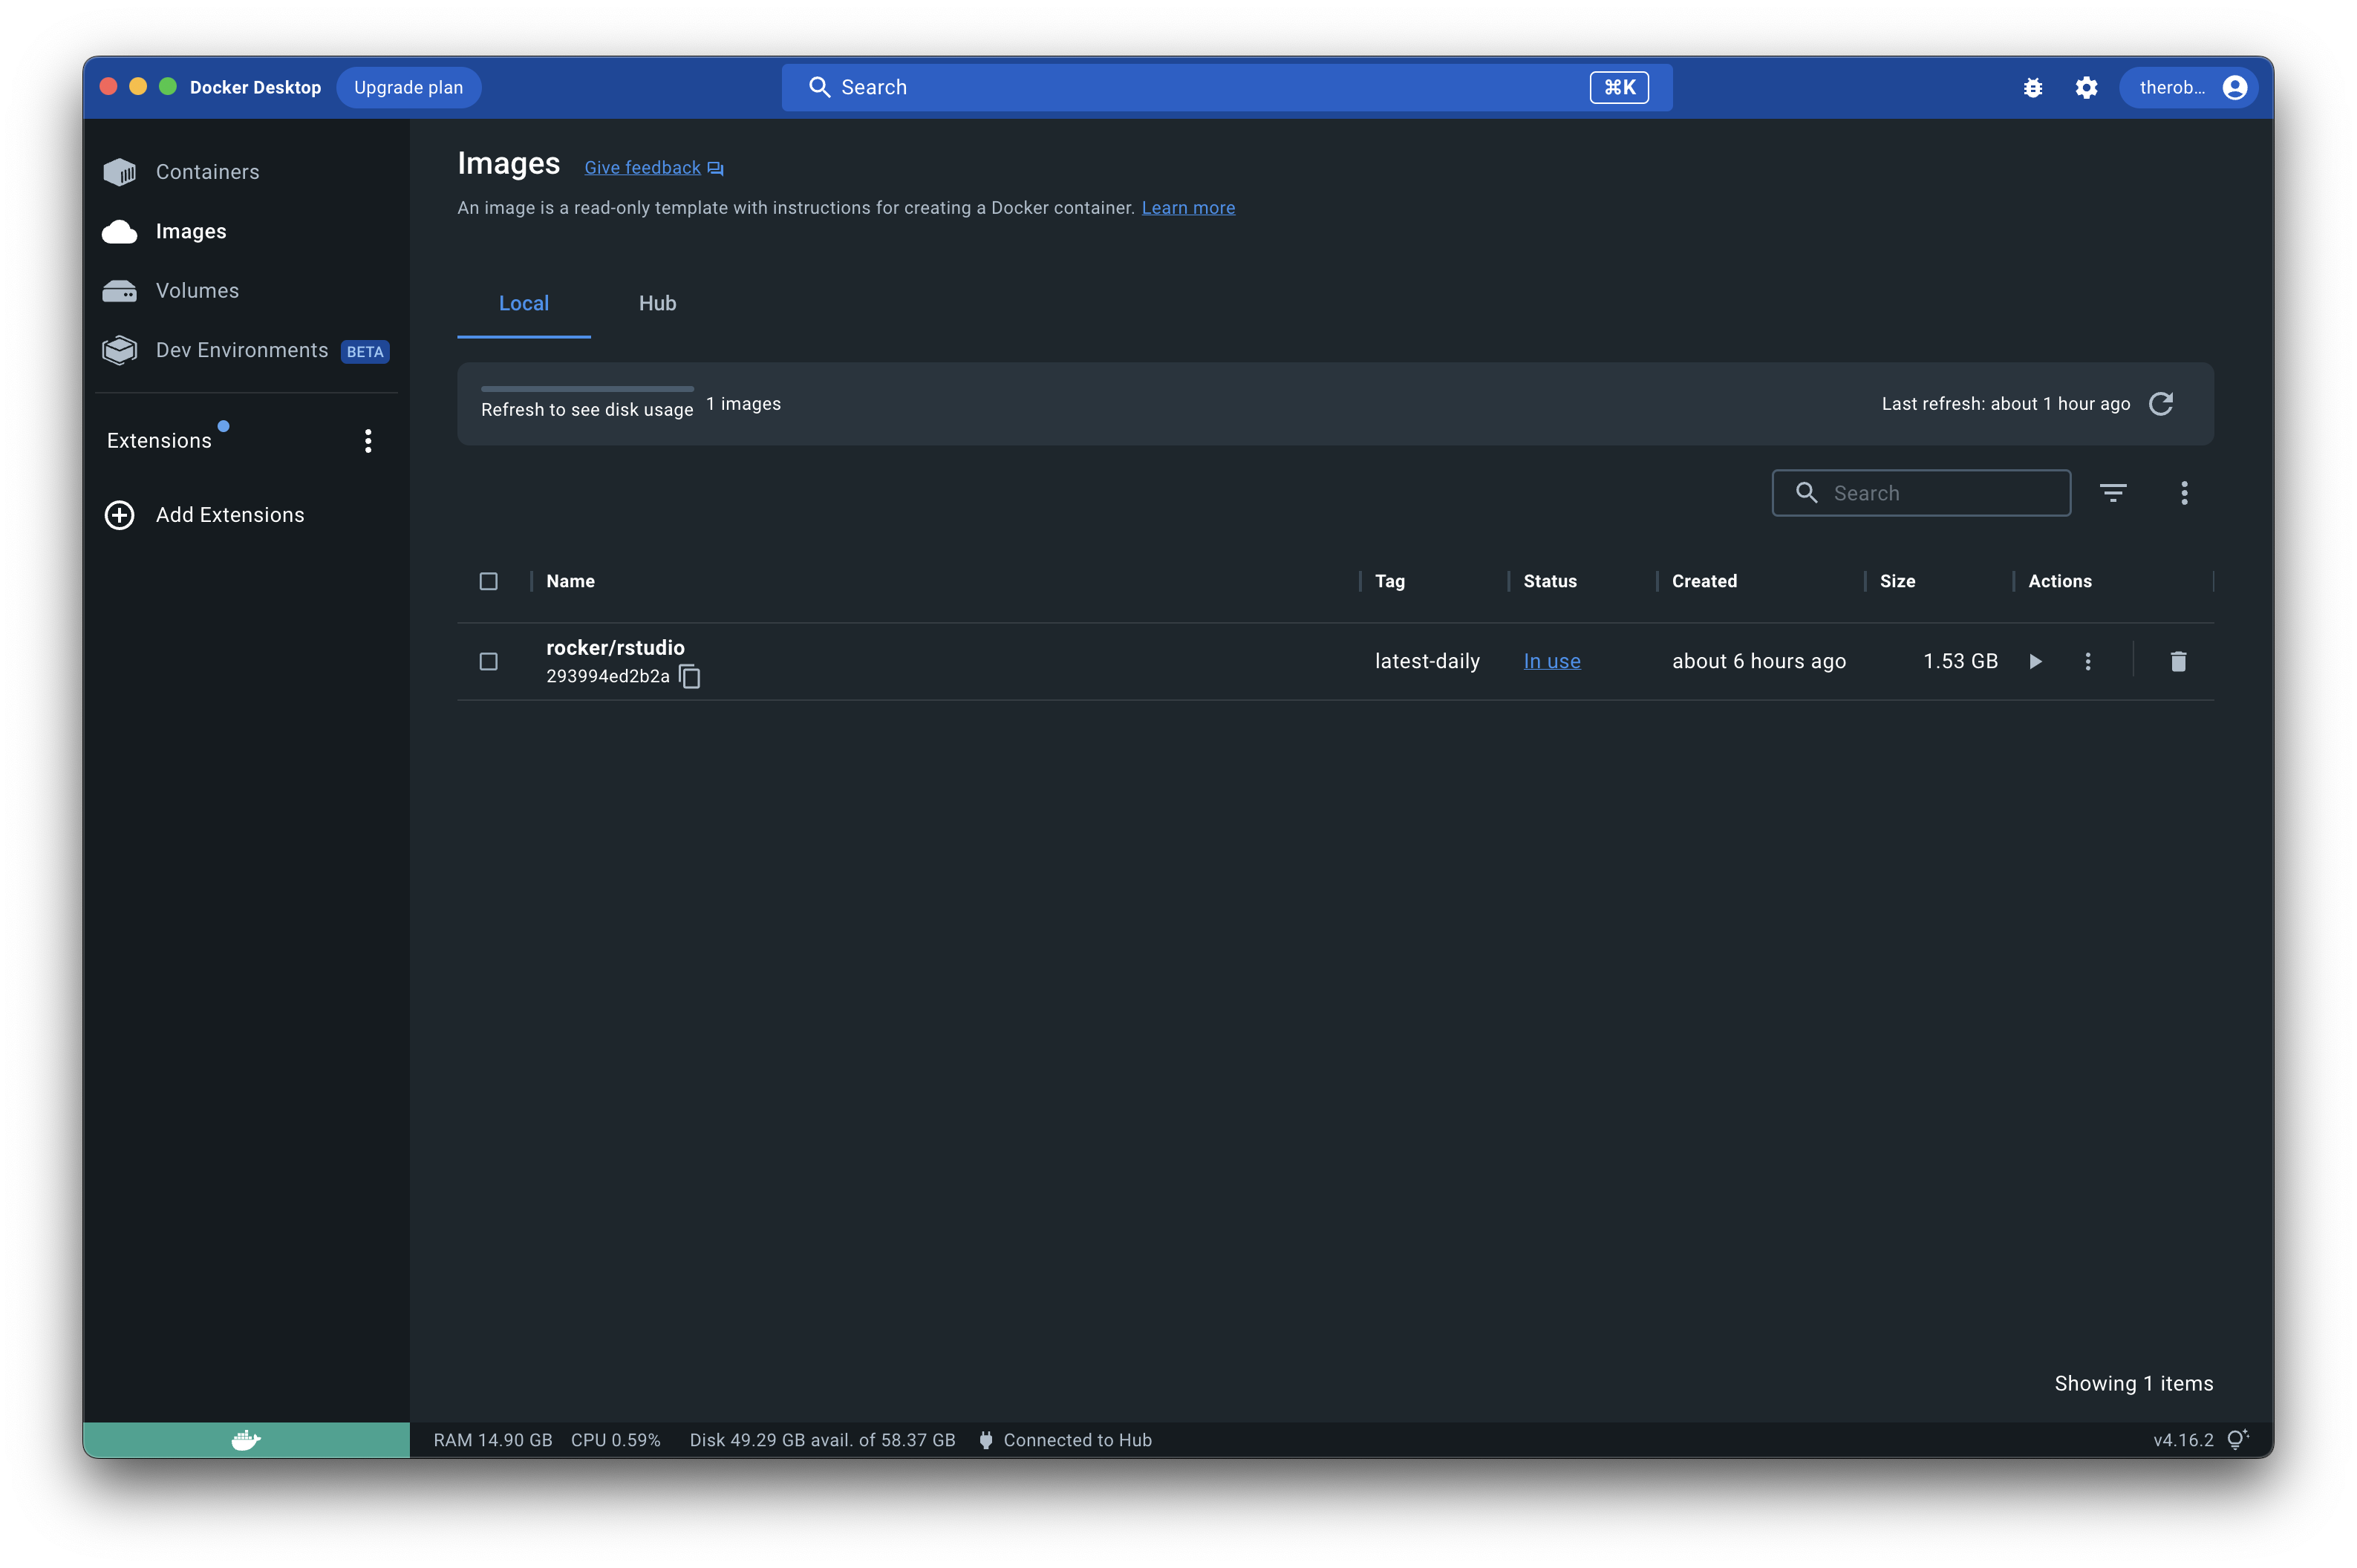 Docker Desktop Upgrade plan Search ⌘K therob...
Containers
Images
Volumes
Dev Environments BETA
Extensions
Add Extensions
Images Give feedback
An image is a read-only template with instructions for creating a Docker container. Learn more
Local Hub
Refresh to see disk usage 1 images Last refresh: about 1 hour ago
Search
Name Tag Status Created Size Actions
rocker/rstudio
293994ed2b2a
latest-daily In use about 6 hours ago 1.53 GB
Showing 1 items
RAM 14.90 GB CPU 0.59% Disk 49.29 GB avail. of 58.37 GB Connected to Hub v4.16.2